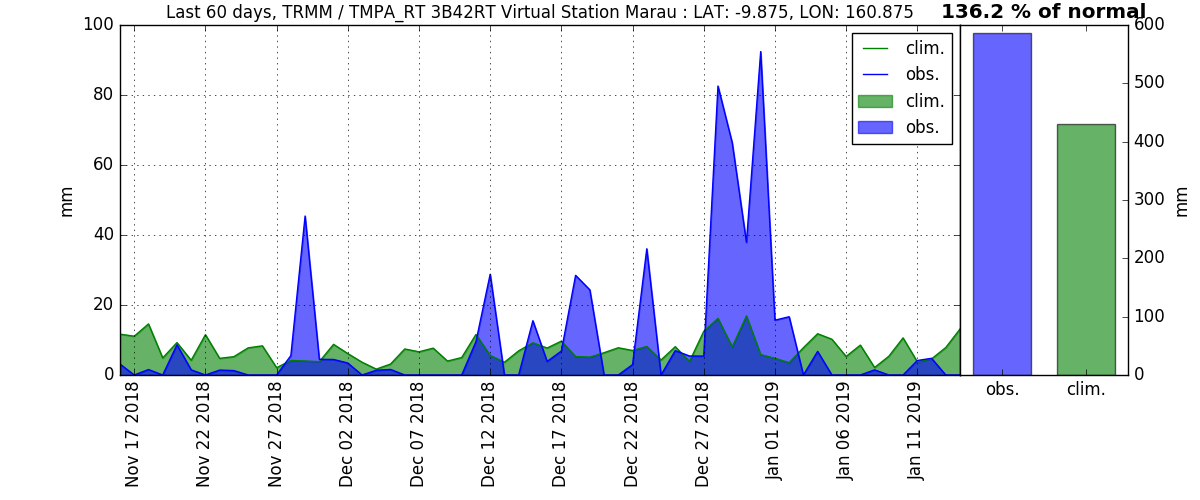 Last 60 days, TRMM / TMPA_RT 3B42RT Virtual Station Marau : LAT: -9.875, LON: 160.875
136.2 % of normal
100
80
60
40
20
0
mm
clim.
obs.
clim.
obs.
Nov 17 2018
Nov 22 2018
Nov 27 2018
Dec 02 2018
Dec 07 2018
Dec 12 2018
Dec 17 2018
Dec 22 2018
Dec 27 2018
Jan 01 2019
Jan 06 2019
Jan 11 2019
600
500
400
300
200
100
0
mm
obs.
clim.